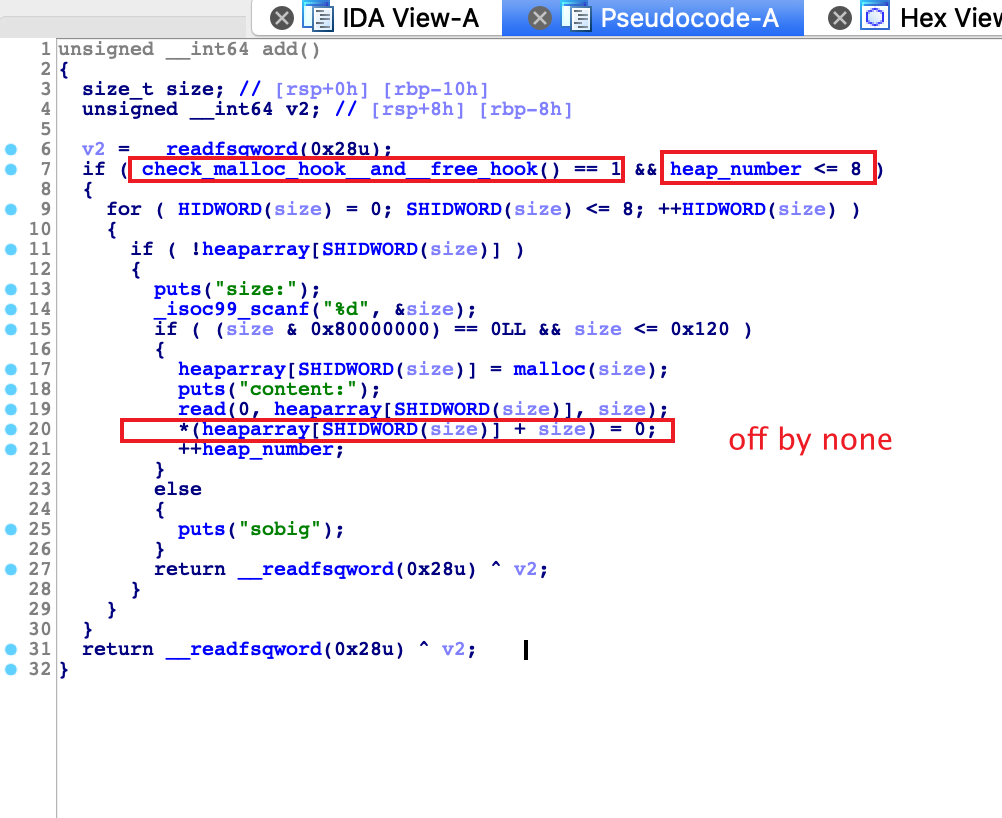 IDA View-A Pseudocode-A Hex View
1 unsigned __int64 add()
2 {
3 size_t size; // [rsp+0h] [rbp-10h]
4 unsigned __int64 v2; // [rsp+8h] [rbp-8h]
5
6 v2 = __readfsqword(0x28u);
7 if ( check_malloc_hook__and__free_hook() == 1 && heap_number <= 8 )
8 {
9 for ( HIDWORD(size) = 0; SHIDWORD(size) <= 8; ++HIDWORD(size) )
10 {
11 if ( !heaparray[SHIDWORD(size)] )
12 {
13 puts("size:");
14 _isoc99_scanf("%d", &size);
15 if ( (size & 0x80000000) == 0LL && size <= 0x120 )
16 {
17 heaparray[SHIDWORD(size)] = malloc(size);
18 puts("content:");
19 read(0, heaparray[SHIDWORD(size)], size);
20 *(heaparray[SHIDWORD(size)] + size) = 0;
off by none
21 ++heap_number;
22 }
23 else
24 {
25 puts("sobig");
26 }
27 return __readfsqword(0x28u) ^ v2;
28 }
29 }
30 }
31 return __readfsqword(0x28u) ^ v2;
32 }